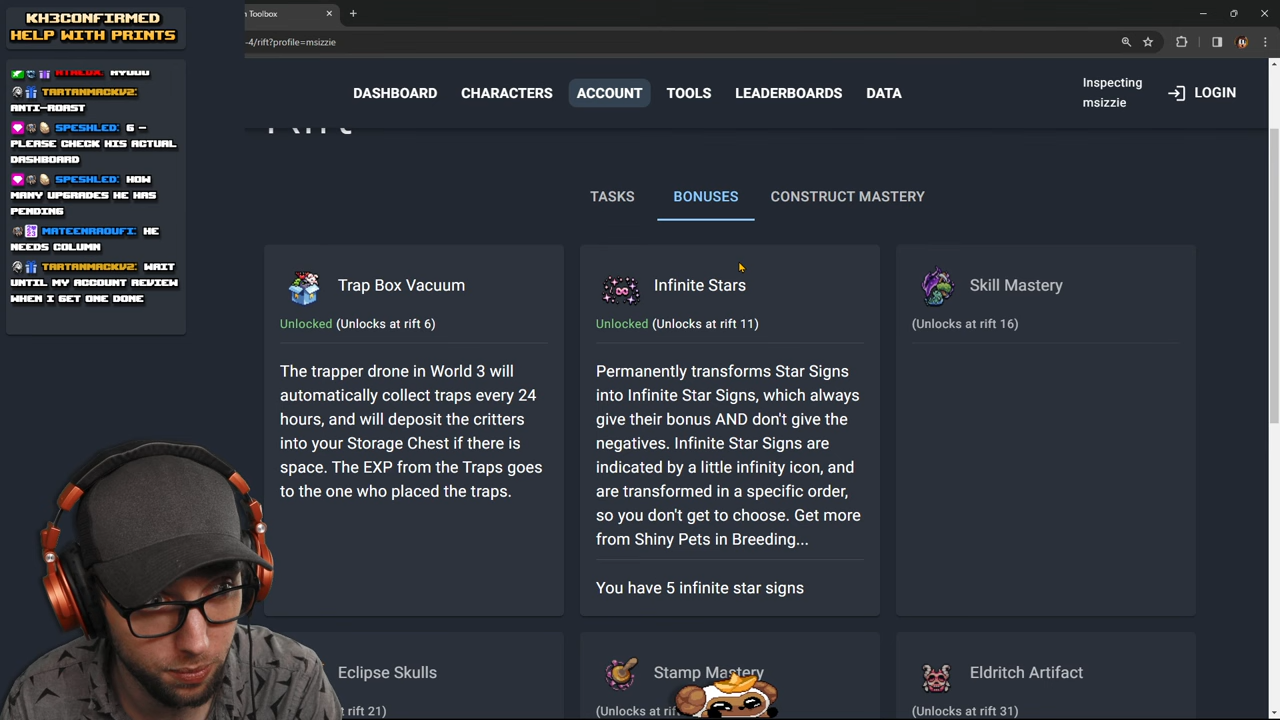 KH3CONFIRMED
HELP WITH PRINTS
AYUUU
TARTANMACKV2:
ANTI-ROAST
SPESHLED: 6 -
PLEASE CHECK HIS ACTUAL
DASHBOARD
SPESHLED: HOW
MANY UPGRADES HE HAS
PENDING
MATEENRAOUFI: HE
NEEDS COLUMN
TARTANMACKV2: WAIT
UNTIL MY ACCOUNT REVIEW
WHEN I GET ONE DONE
Toolbox
-4/rift?profile=msizzie
DASHBOARD
CHARACTERS
ACCOUNT
TOOLS
LEADERBOARDS
DATA
Inspecting
msizzie
LOGIN
Rift
TASKS
BONUSES
CONSTRUCT MASTERY
Trap Box Vacuum
Unlocked (Unlocks at rift 6)
The trapper drone in World 3 will
automatically collect traps every 24
hours, and will deposit the critters
into your Storage Chest if there is
space. The EXP from the Traps goes
to the one who placed the traps.
Infinite Stars
Unlocked (Unlocks at rift 11)
Permanently transforms Star Signs
into Infinite Star Signs, which always
give their bonus AND don't give the
negatives. Infinite Star Signs are
indicated by a little infinity icon, and
are transformed in a specific order,
so you don't get to choose. Get more
from Shiny Pets in Breeding...
You have 5 infinite star signs
Skill Mastery
(Unlocks at rift 16)
Eclipse Skulls
rift 21)
Stamp Mastery
(Unlocks at rif
Eldritch Artifact
(Unlocks at rift 31)